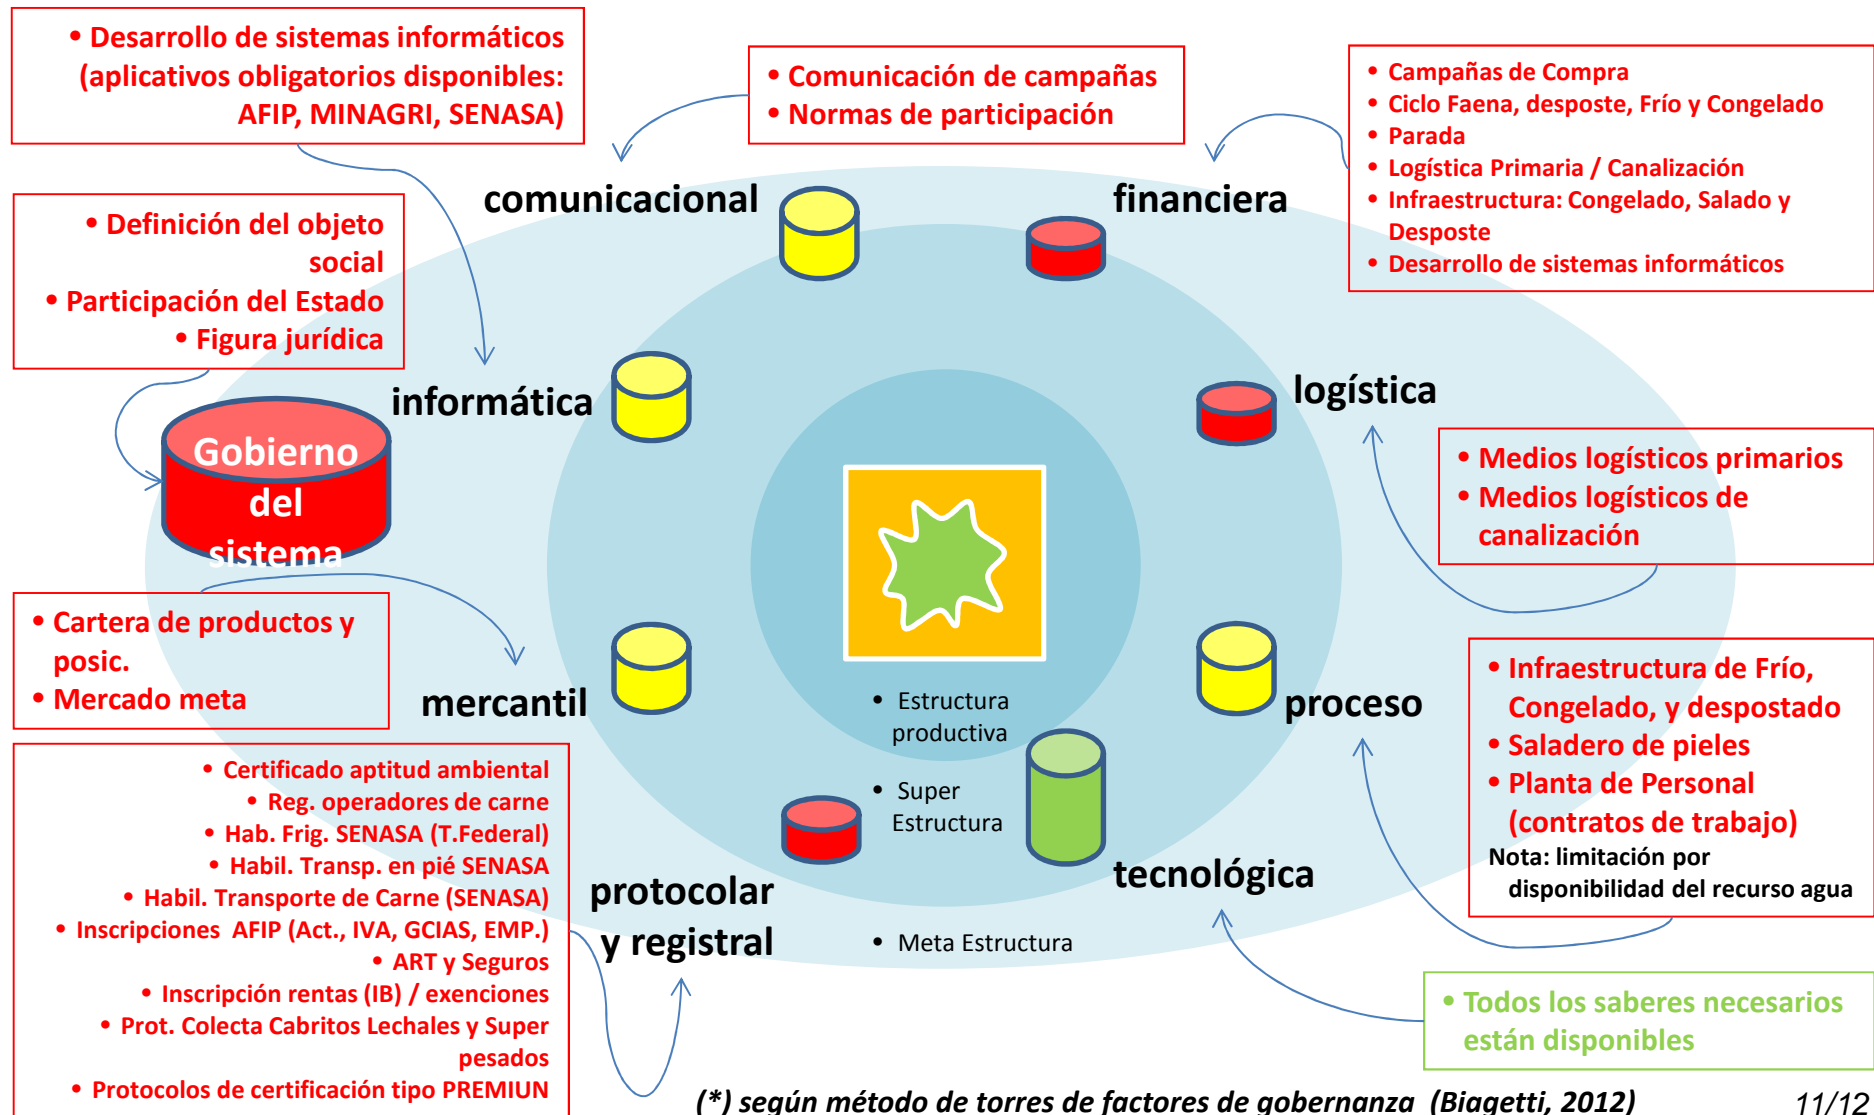 • Desarrollo de sistemas informáticos
(aplicativos obligatorios disponibles:
AFIP, MINAGRI, SENASA)
• Comunicación de campañas
• Normas de participación
• Campañas de Compra
• Ciclo Faena, desposte, Frío y Congelado
• Parada
• Logística Primaria / Canalización
• Infraestructura: Congelado, Salado y
Desposte
• Desarrollo de sistemas informáticos
comunicacional
financiera
• Definición del objeto
social
• Participación del Estado
• Figura jurídica
informática
logística
Gobierno
del
sistema
• Medios logísticos primarios
• Medios logísticos de
canalización
• Cartera de productos y
posic.
• Mercado meta
mercantil
• Estructura
productiva
proceso
• Infraestructura de Frío,
Congelado, y despostado
• Saladero de pieles
• Planta de Personal
(contratos de trabajo)
Nota: limitación por
disponibilidad del recurso agua
• Super
Estructura
• Certificado aptitud ambiental
• Reg. operadores de carne
• Hab. Frig. SENASA (T.Federal)
• Habil. Transp. en pié SENASA
• Habil. Transporte de Carne (SENASA)
• Inscripciones AFIP (Act., IVA, GCIAS, EMP.)
• ART y Seguros
• Inscripción rentas (IB) / exenciones
• Prot. Colecta Cabritos Lechales y Super
pesados
• Protocolos de certificación tipo PREMIUN
protocolar
y registral
tecnológica
• Meta Estructura
• Todos los saberes necesarios
están disponibles
(*) según método de torres de factores de gobernanza (Biagetti, 2012)
11/12